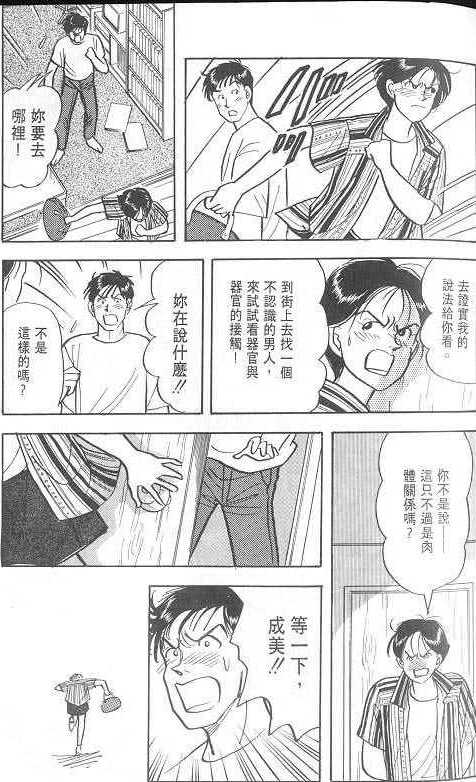 妳要去
哪裡！
去證實我的
說法給你看。
到街上去找一個
不認識的男人，
來試試看器官與
器官的接觸！
妳在說什麼!!
不是
這樣的嗎？
你不是說——
這只不過是肉
體關係嗎？
等一下，
成美!!